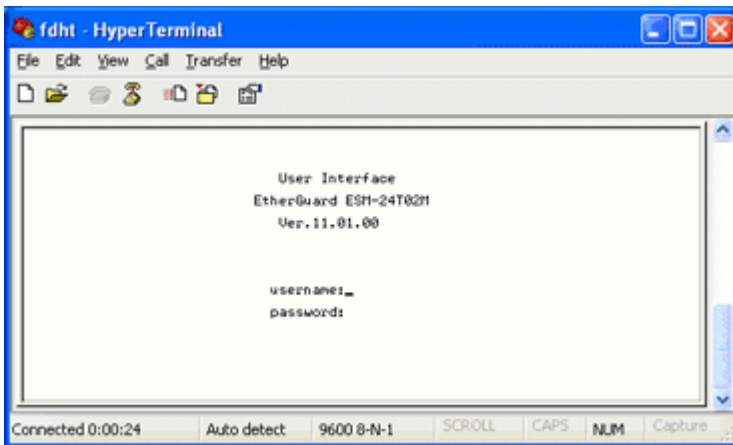 fdht - HyperTerminal
File Edit View Call Transfer Help
User Interface
EtherGuard ESM-24T02M
Ver.11.01.00
username:_
password:
Connected 0:00:24 Auto detect 9600 8-N-1 SCROLL CAPS NUM Capture